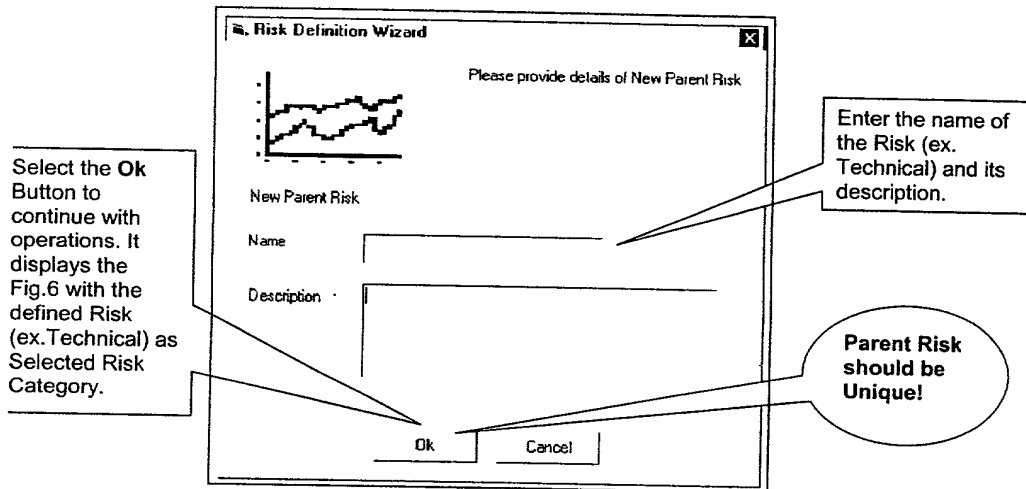 Risk Definition Wizard
Please provide details of New Parent Risk
New Parent Risk
Name
Description
Ok
Cancel
Select the Ok
Button to
continue with
operations. It
displays the
Fig.6 with the
defined Risk
(ex.Technical) as
Selected Risk
Category.
Enter the name of
the Risk (ex.
Technical) and its
description.
Parent Risk
should be
Unique!